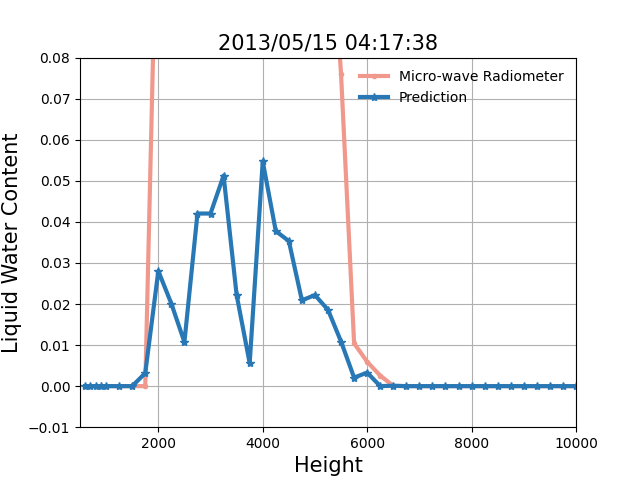 2013/05/15 04:17:38
Liquid Water Content
0.08
0.07
0.06
0.05
0.04
0.03
0.02
0.01
0.00
−0.01
Micro-wave Radiometer
Prediction
2000 4000 6000 8000 10000
Height